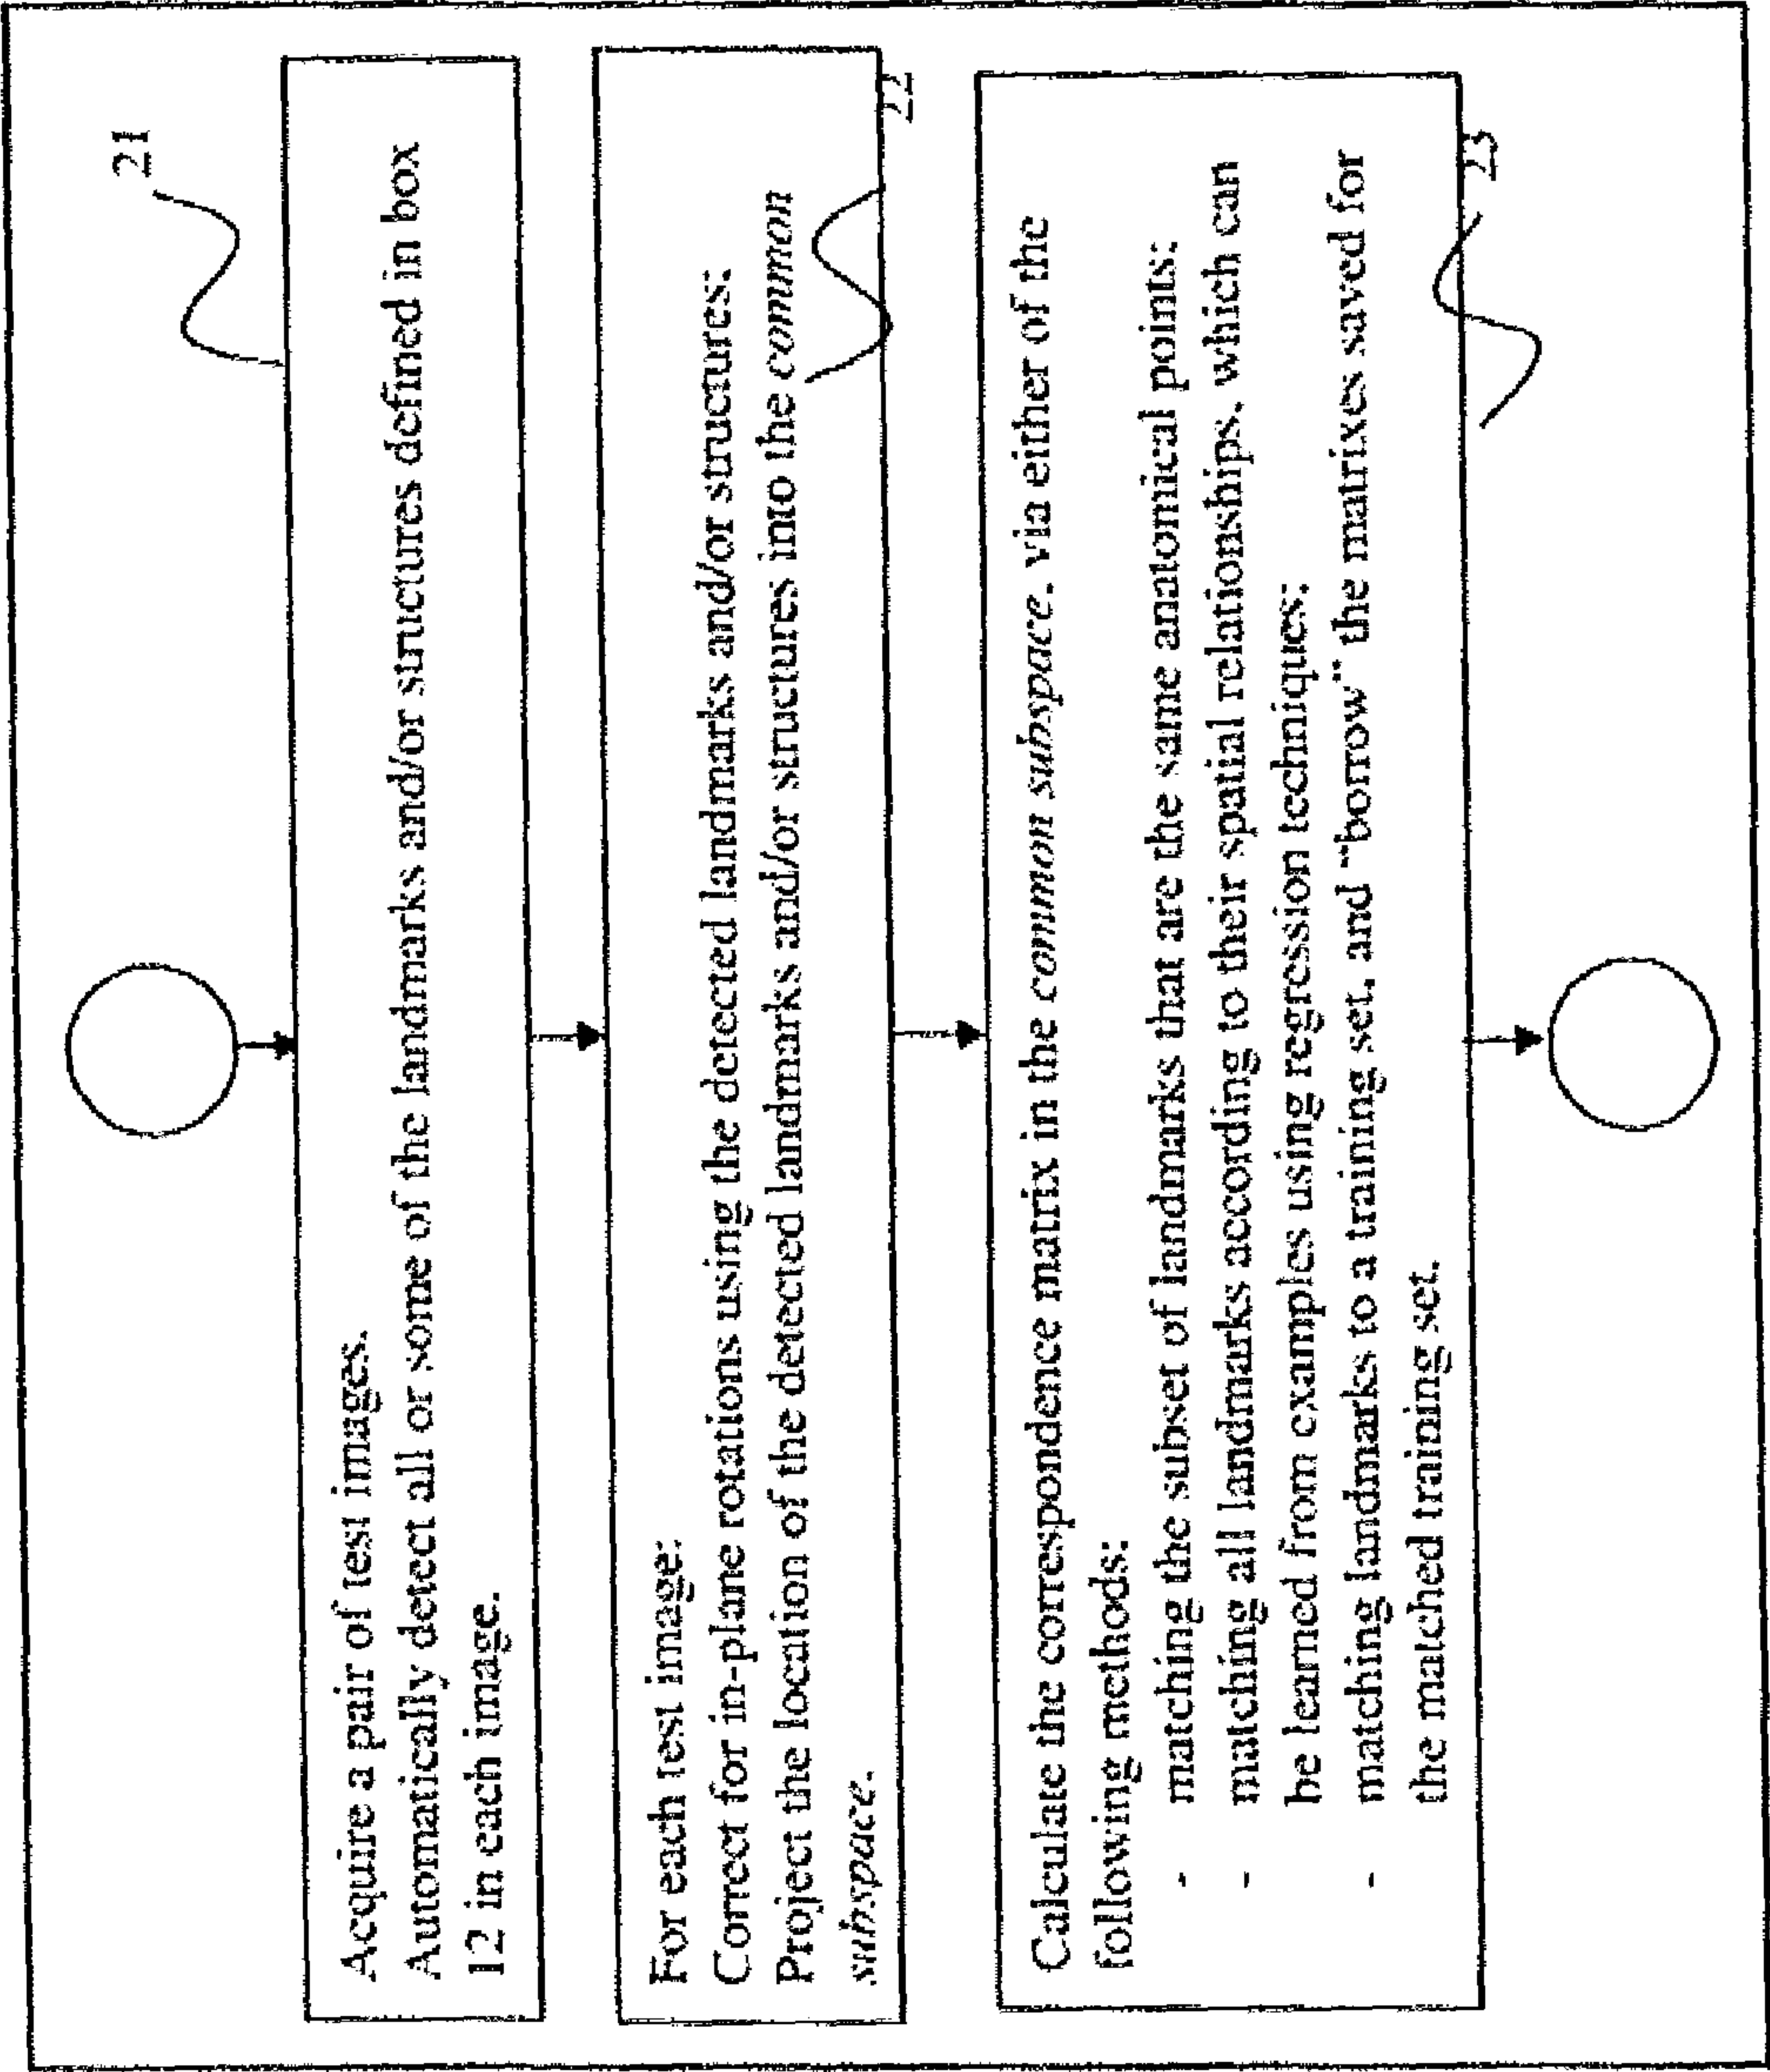 21
Acquire a pair of test images.
Automatically detect all or some of the landmarks and/or structures defined in box
12 in each image.
22
For each test image:
Correct for in-plane rotations using the detected landmarks and/or structures;
Project the location of the detected landmarks and/or structures into the common
subspace.
Calculate the correspondence matrix in the common subspace, via either of the
following methods:
- matching the subset of landmarks that are the same anatomical points;
- matching all landmarks according to their spatial relationships, which can
be learned from examples using regression techniques;
- matching landmarks to a training set, and "borrow" the matrixes saved for
the matched training set.
23